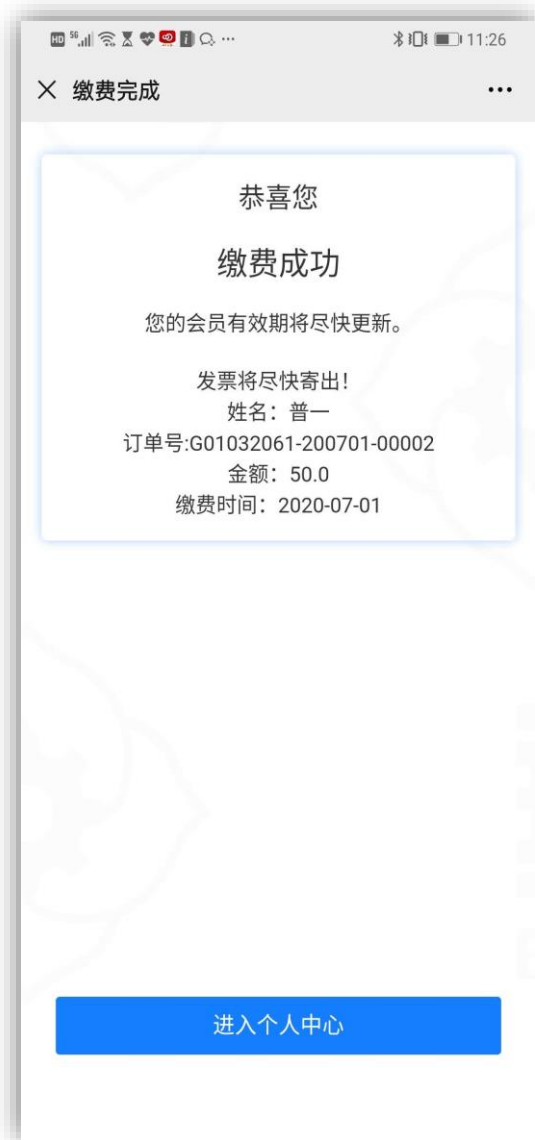 HD 5G 11:26
缴费完成
恭喜您
缴费成功
您的会员有效期将尽快更新。
发票将尽快寄出!
姓名：普一
订单号:G01032061-200701-00002
金额：50.0
缴费时间：2020-07-01
进入个人中心